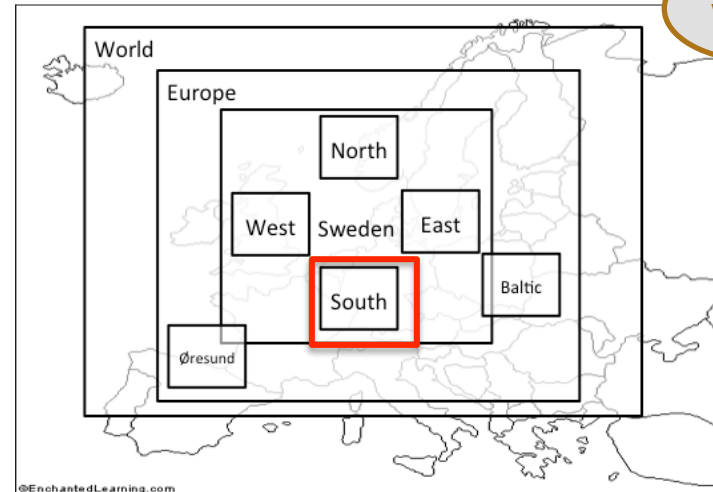 World
Europe
North
West Sweden East
South
Baltic
Øresund
©EnchantedLearning.com